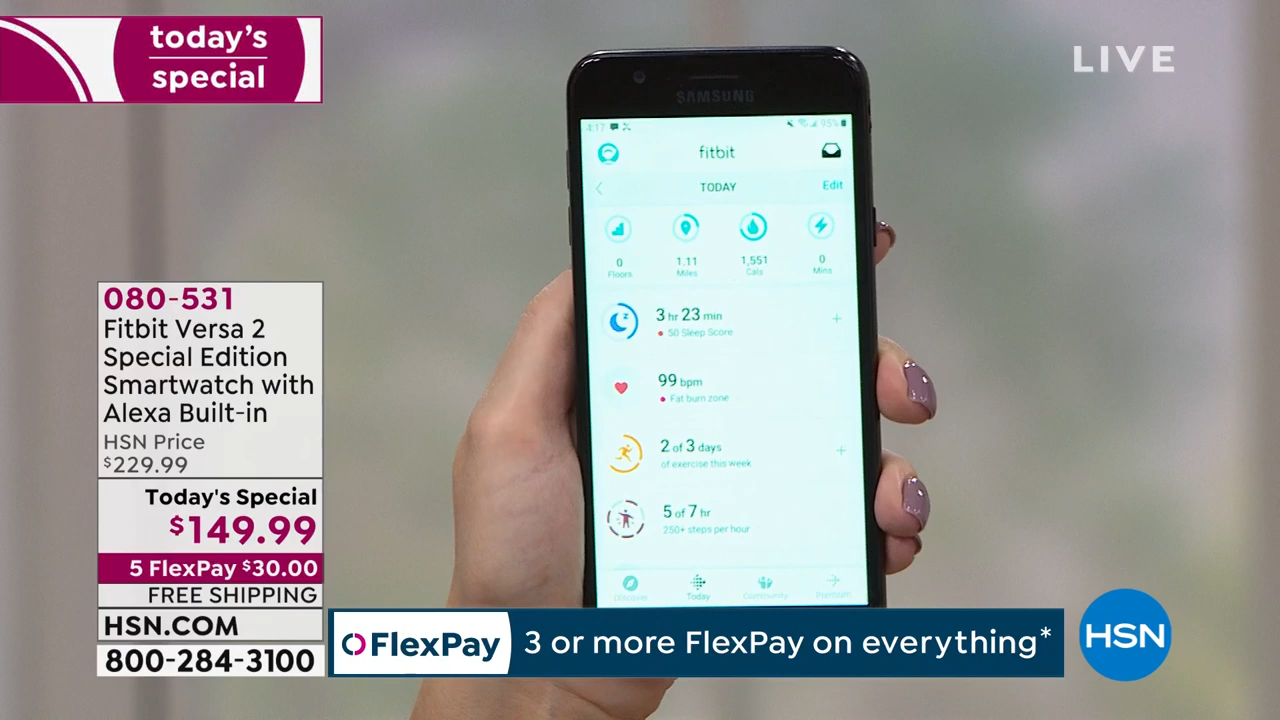 today's
special
LIVE
SAMSUNG
4:17
95%
fitbit
TODAY
Edit
0
Floors
1.11
Miles
1,551
Cals
0
Mins
3 hr 23 min
50 Sleep Score
99 bpm
Fat burn zone
2 of 3 days
of exercise this week
5 of 7 hr
250+ steps per hour
Discover
Today
Community
Premium
080-531
Fitbit Versa 2
Special Edition
Smartwatch with
Alexa Built-in
HSN Price
$229.99
Today's Special
$149.99
5 FlexPay $30.00
FREE SHIPPING
HSN.COM
800-284-3100
FlexPay
3 or more FlexPay on everything*
HSN